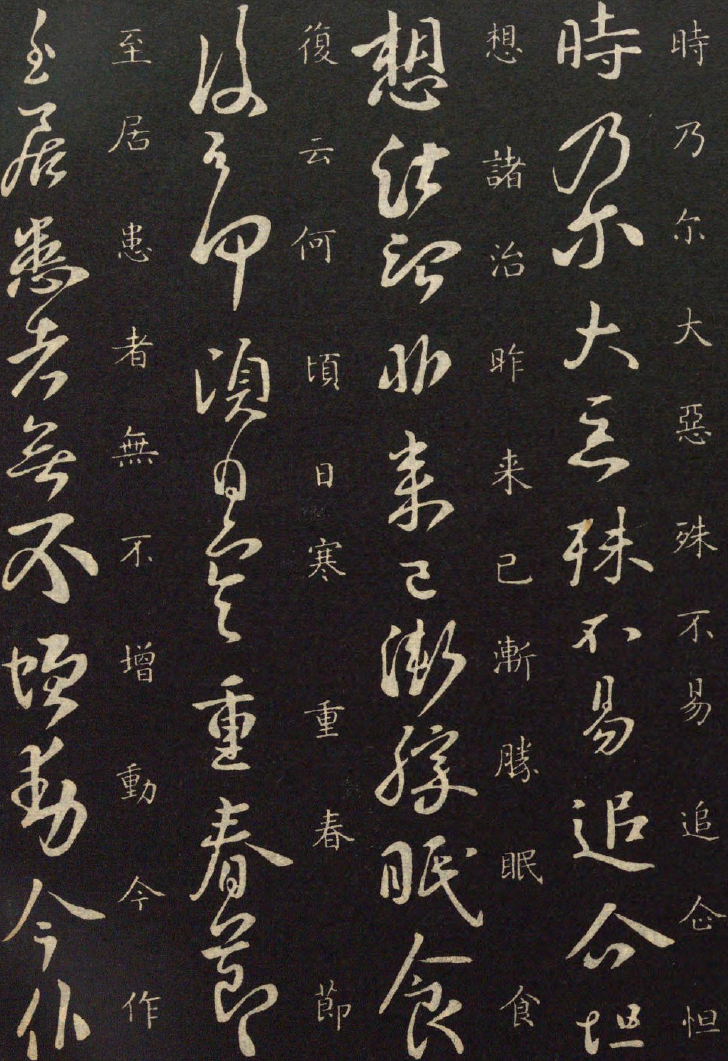 時乃尔大惡殊不易追企怛
時乃尔大惡殊不易追企怛
想諸治昨来已漸勝眠食
想諸治昨来已漸勝眠食
復云何頃日寒重春節
復云何頃日寒重春節
至居患者無不增動今作
至居患者無不增動今作